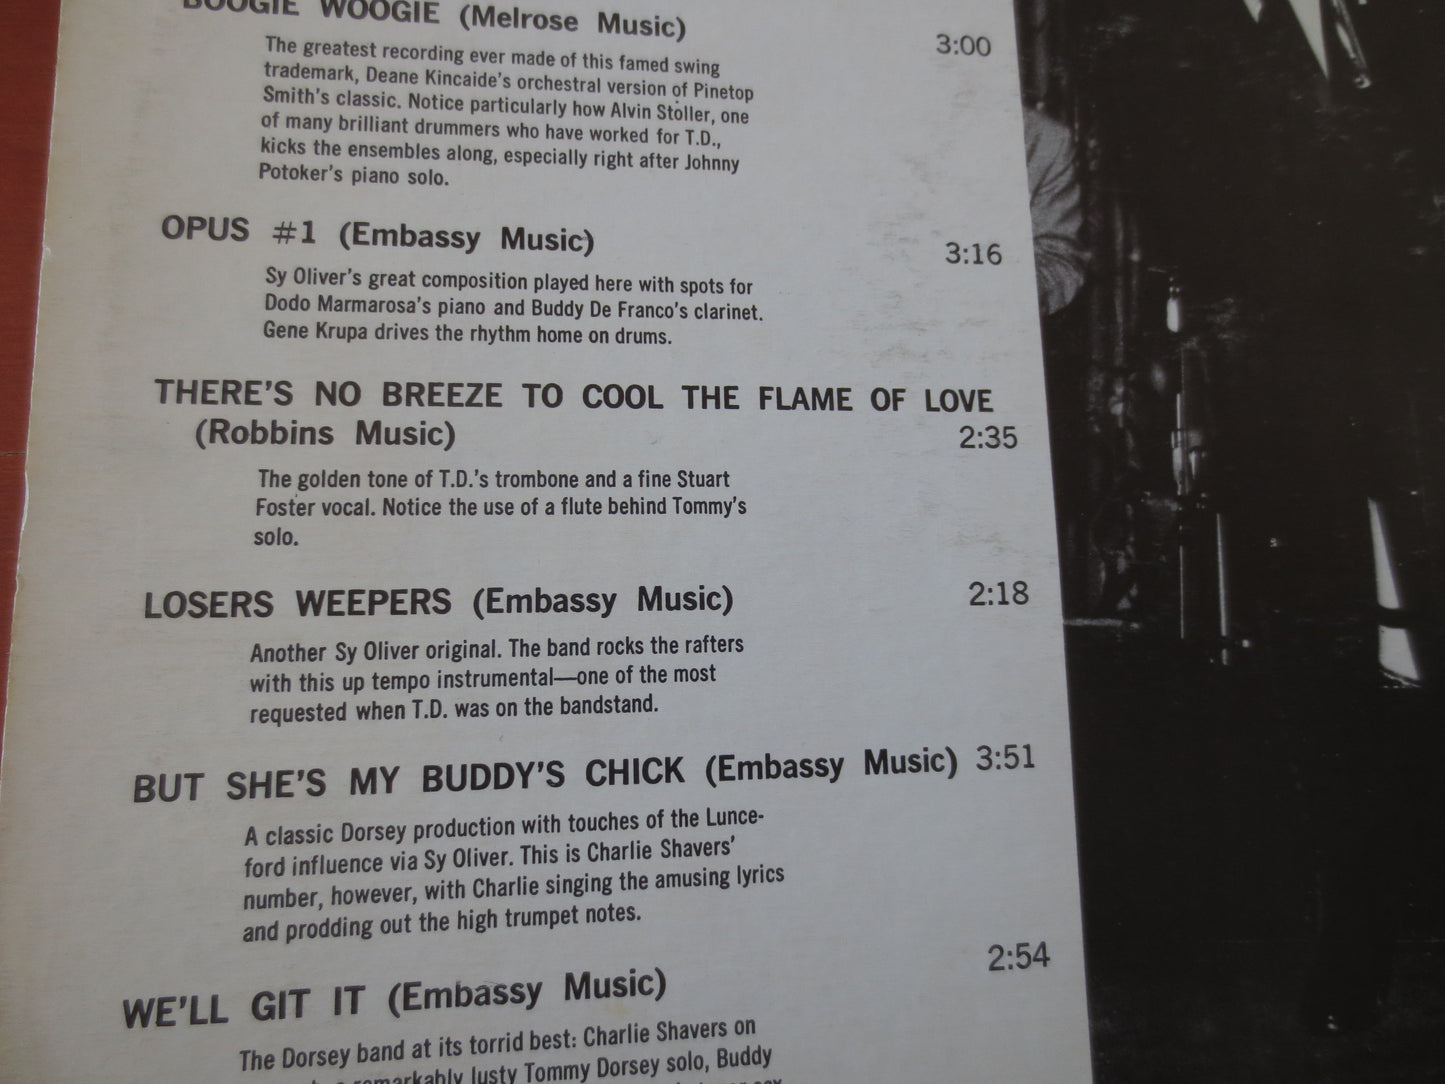 BOOGIE WOOGIE (Melrose Music) 3:00
The greatest recording ever made of this famed swing
trademark, Deane Kincaide's orchestral version of Pinetop
Smith's classic. Notice particularly how Alvin Stoller, one
of many brilliant drummers who have worked for T.D.,
kicks the ensembles along, especially right after Johnny
Potoker's piano solo.
OPUS #1 (Embassy Music) 3:16
Sy Oliver's great composition played here with spots for
Dodo Marmarosa's piano and Buddy De Franco's clarinet.
Gene Krupa drives the rhythm home on drums.
THERE'S NO BREEZE TO COOL THE FLAME OF LOVE
(Robbins Music) 2:35
The golden tone of T.D.'s trombone and a fine Stuart
Foster vocal. Notice the use of a flute behind Tommy's
solo.
LOSERS WEEPERS (Embassy Music) 2:18
Another Sy Oliver original. The band rocks the rafters
with this up tempo instrumental—one of the most
requested when T.D. was on the bandstand.
BUT SHE'S MY BUDDY'S CHICK (Embassy Music) 3:51
A classic Dorsey production with touches of the Lunce-
ford influence via Sy Oliver. This is Charlie Shavers'
number, however, with Charlie singing the amusing lyrics
and prodding out the high trumpet notes.
WE'LL GIT IT (Embassy Music) 2:54
The Dorsey band at its torrid best: Charlie Shavers on
remarkably lusty Tommy Dorsey solo, Buddy